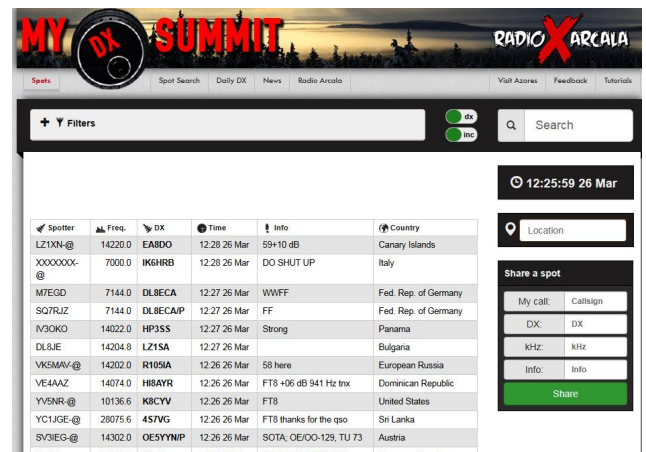 MY DX SUMMIT
RADIO X ARCALA
Spots Spot Search Daily DX News Radio Arcala Visit Azores Feedback Tutorials
+ Filters
dx
inc
Search
12:25:59 26 Mar
Location
Spotter Freq. DX Time Info Country
LZ1XN-@ 14220.0 EA8DO 12:28 26 Mar 59+10 dB Canary Islands
XXXXXXX-@ 7000.0 IK6HRB 12:28 26 Mar DO SHUT UP Italy
M7EGD 7144.0 DL8ECA 12:27 26 Mar WWFF Fed. Rep. of Germany
SQ7RJZ 7144.0 DL8ECA/P 12:27 26 Mar FF Fed. Rep. of Germany
IV3OKO 14022.0 HP3SS 12:27 26 Mar Strong Panama
DL8JE 14204.8 LZ1SA 12:27 26 Mar Bulgaria
VK5MAV-@ 14202.0 R105IA 12:26 26 Mar 58 here European Russia
VE4AAZ 14074.0 HI8AYR 12:26 26 Mar FT8 +06 dB 941 Hz tnx Dominican Republic
YV5NR-@ 10136.6 K8CYV 12:26 26 Mar FT8 United States
YC1JGE-@ 28075.6 4S7VG 12:26 26 Mar FT8 thanks for the qso Sri Lanka
SV3IEG-@ 14302.0 OE5YYN/P 12:26 26 Mar SOTA; OE/OO-129, TU 73 Austria
Share a spot
My call: Callsign
DX: DX
kHz: kHz
Info: Info
Share